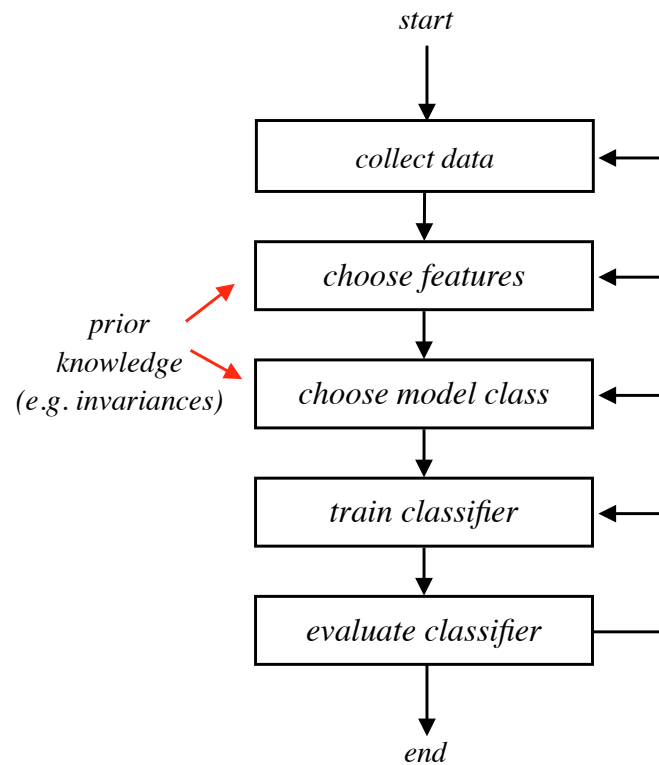 start
collect data
choose features
prior
knowledge
(e.g. invariances)
choose model class
train classifier
evaluate classifier
end